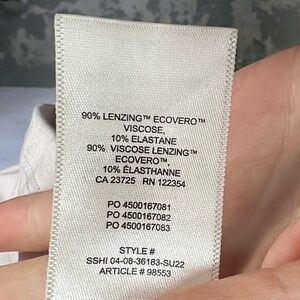 90% LENZING™ ECOVERO™
VISCOSE,
10% ELASTANE
90% VISCOSE LENZING™
ECOVERO™,
10% ÉLASTHANNE
CA 23725 RN 122354
PO 4500167081
PO 4500167082
PO 4500167083
STYLE #
SSHI 04-08-36183-SU22
ARTICLE # 98553